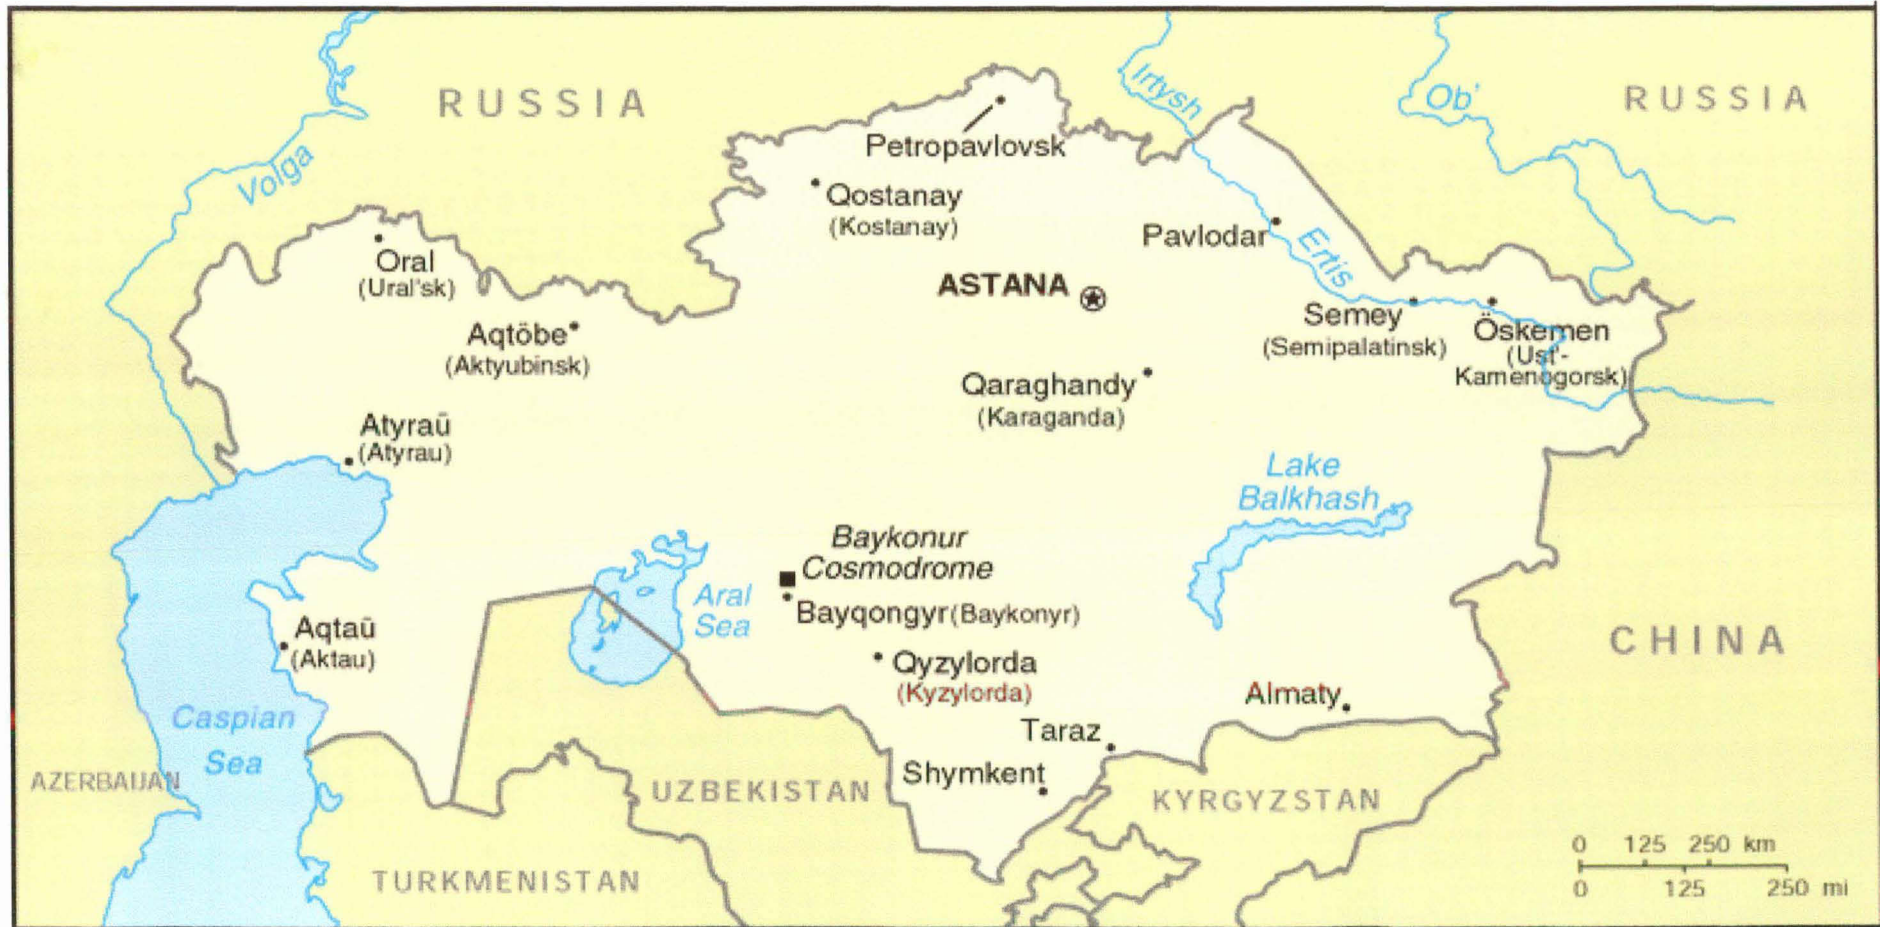 RUSSIA
RUSSIA
Irtysh
Ob'
Volga
Petropavlovsk
Qostanay
(Kostanay)
Pavlodar
Ertis
Oral
(Ural'sk)
ASTANA
Aqtöbe
(Aktyubinsk)
Semey
(Semipalatinsk)
Öskemen
(Ust'-
Kamenogorsk)
Qaraghandy
(Karaganda)
Atyraū
(Atyrau)
Lake
Balkhash
Baykonur
Cosmodrome
Aral
Sea
Bayqongyr(Baykonyr)
Aqtaū
(Aktau)
CHINA
Qyzylorda
(Kyzylorda)
Almaty
Caspian
Sea
Taraz
Shymkent
AZERBAIJAN
UZBEKISTAN
KYRGYZSTAN
TURKMENISTAN
0 125 250 km
0 125 250 mi